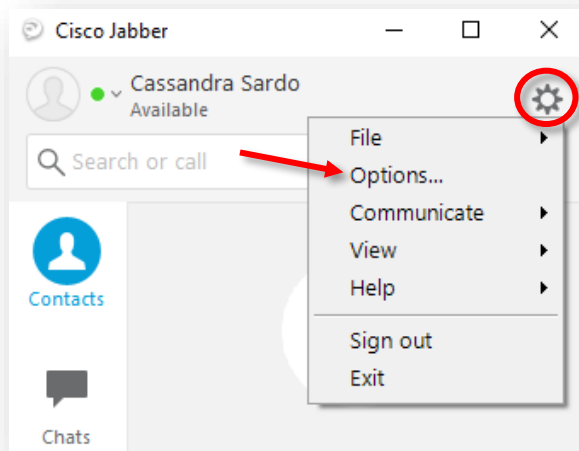 Cisco Jabber
Cassandra Sardo
Available
Search or call
File
Options...
Communicate
View
Help
Sign out
Exit
Contacts
Chats